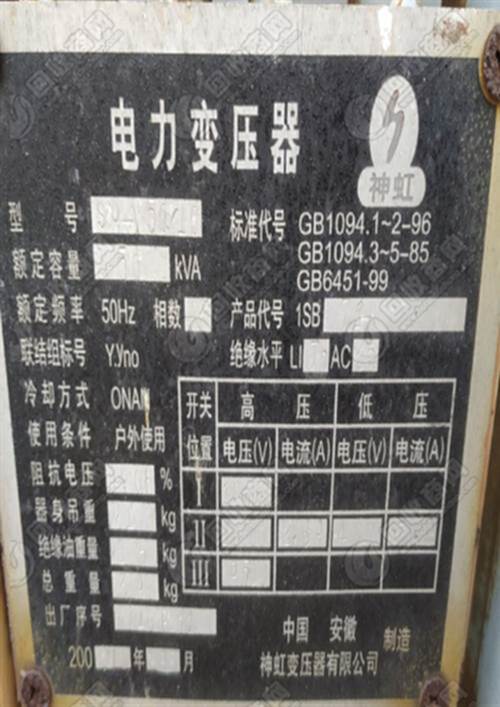 电力变压器
神虹
型 号
标准代号 GB1094.1~2-96
GB1094.3~5-85
GB6451-99
额定容量 kVA
额定频率 50Hz 相数
产品代号 1SB
联结组标号 Y.Yno
绝缘水平 LI AC
冷却方式 ONAN
使用条件 户外使用
阻抗电压 %
器身吊重 kg
绝缘油重量 kg
总重量 kg
出厂序号
200 年 月
开关 高压 低压
位置 电压(V) 电流(A) 电压(V) 电流(A)
I
II
III
中国 安徽 制造
神虹变压器有限公司